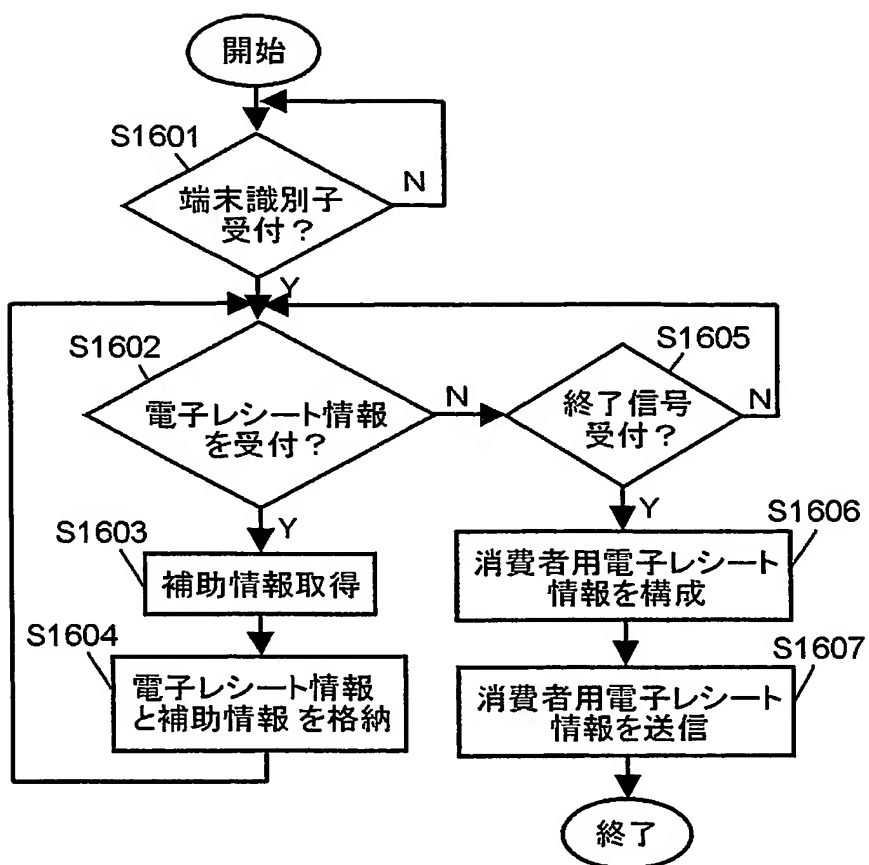 開始
S1601
端末識別子
受付？
N
Y
S1602
電子レシート情報
を受付？
N
S1605
終了信号
受付？
N
Y
S1603
補助情報取得
Y
S1606
消費者用電子レシート
情報を構成
S1604
電子レシート情報
と補助情報を格納
S1607
消費者用電子レシート
情報を送信
終了